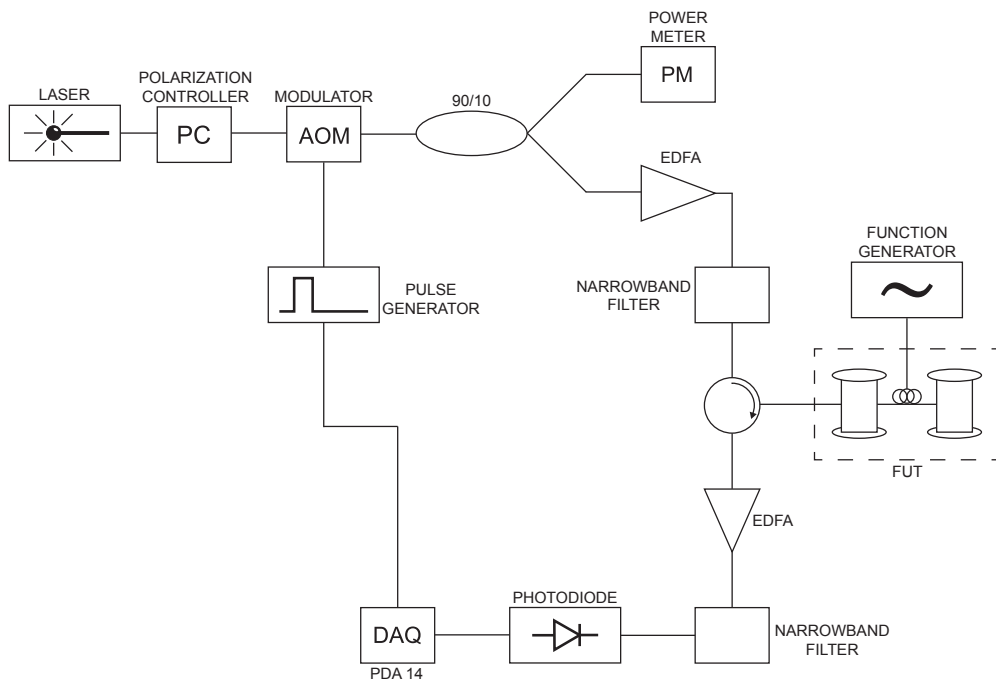 POWER
METER
PM
POLARIZATION
CONTROLLER
LASER
MODULATOR
90/10
PC
AOM
EDFA
FUNCTION
GENERATOR
PULSE
GENERATOR
NARROWBAND
FILTER
FUT
EDFA
PHOTODIODE
DAQ
NARROWBAND
FILTER
PDA 14